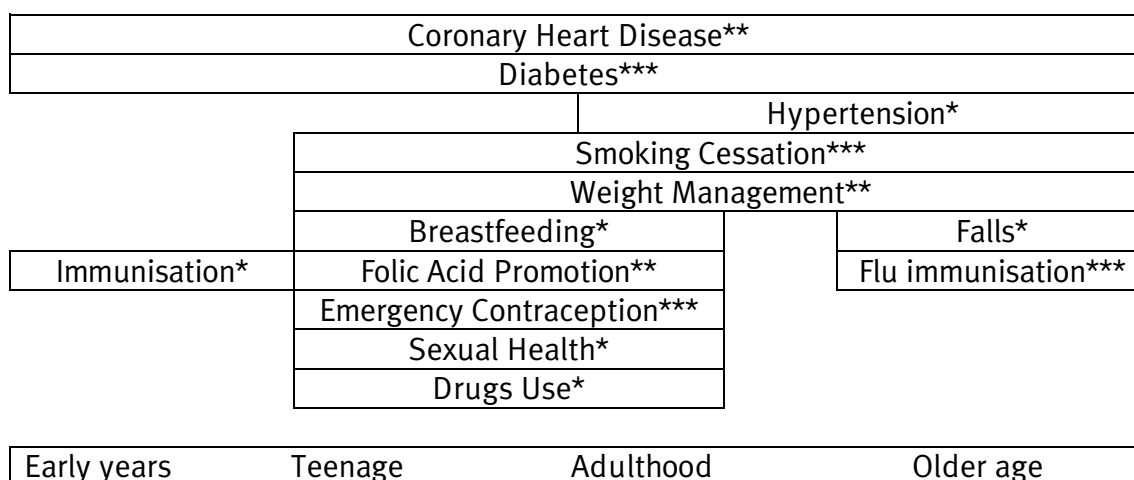 Coronary Heart Disease**
Diabetes***
Hypertension*
Smoking Cessation***
Weight Management**
Breastfeeding* Falls*
Immunisation* Folic Acid Promotion** Flu immunisation***
Emergency Contraception***
Sexual Health*
Drugs Use*
Early years Teenage Adulthood Older age